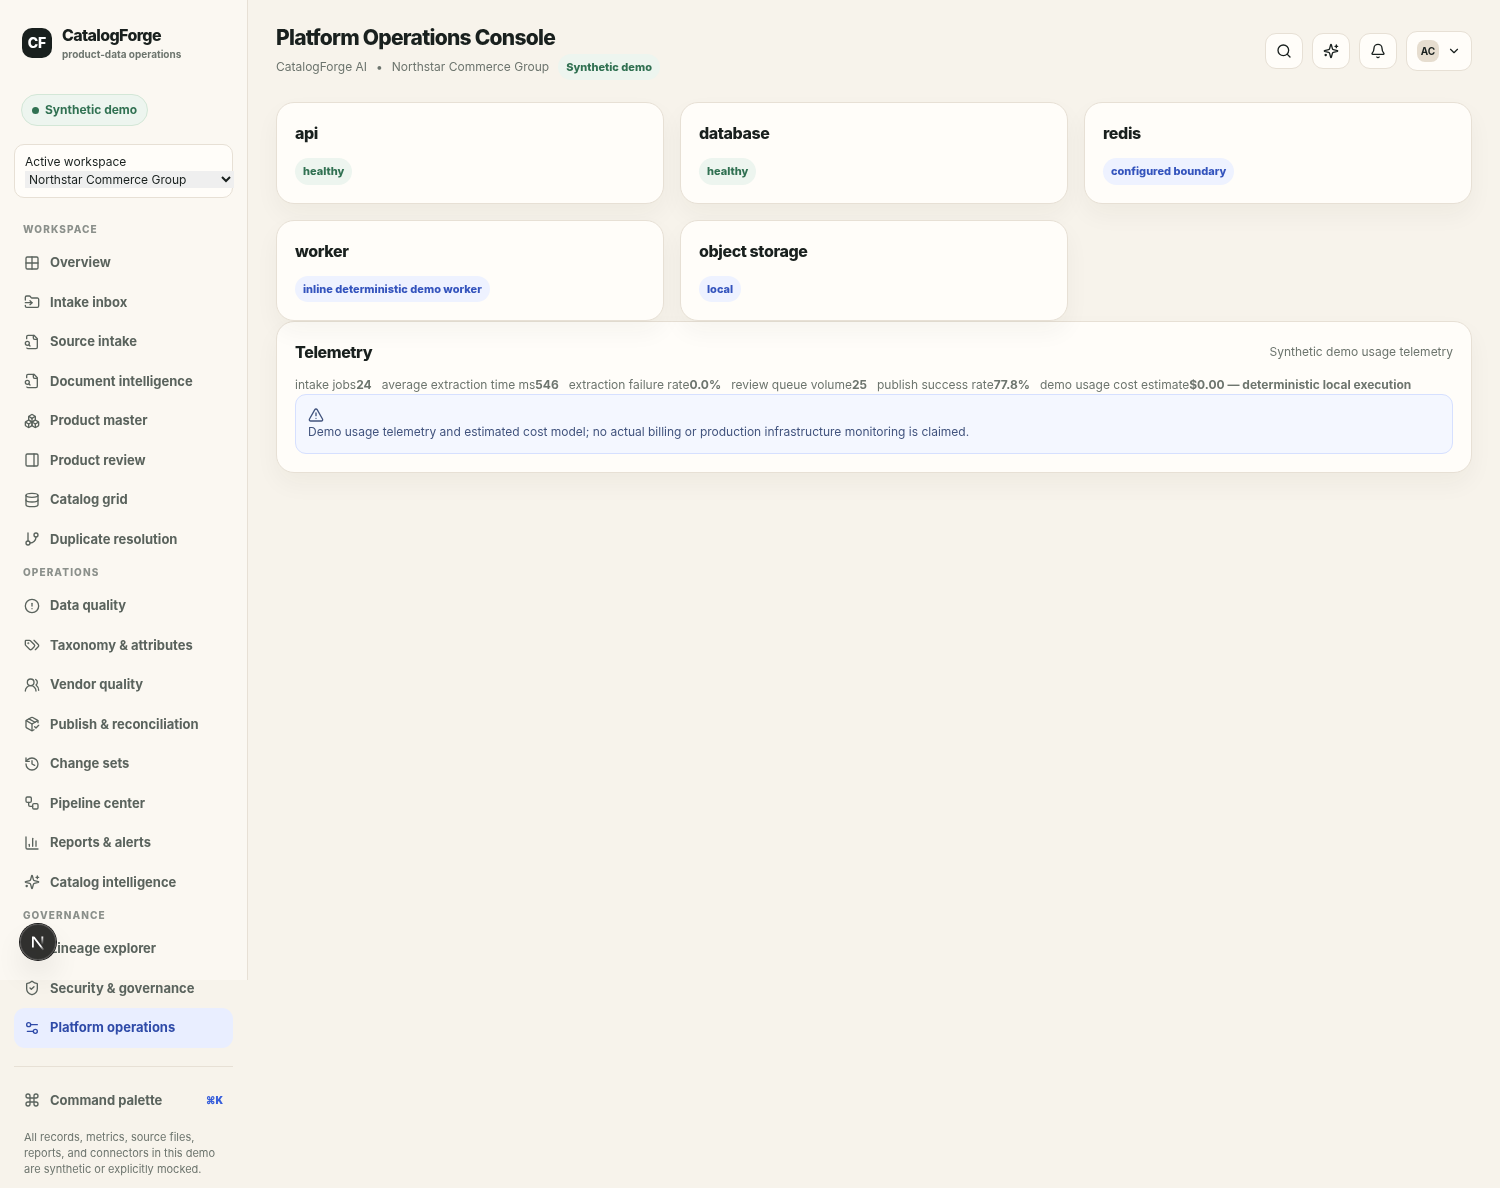 CF
CatalogForge
product-data operations
Synthetic demo
Active workspace
Northstar Commerce Group
WORKSPACE
Overview
Intake inbox
Source intake
Document intelligence
Product master
Product review
Catalog grid
Duplicate resolution
OPERATIONS
Data quality
Taxonomy & attributes
Vendor quality
Publish & reconciliation
Change sets
Pipeline center
Reports & alerts
Catalog intelligence
GOVERNANCE
N
Lineage explorer
Security & governance
Platform operations
Command palette ⌘K
All records, metrics, source files,
reports, and connectors in this demo
are synthetic or explicitly mocked.
Platform Operations Console
CatalogForge AI • Northstar Commerce Group Synthetic demo
AC
api
healthy
database
healthy
redis
configured boundary
worker
inline deterministic demo worker
object storage
local
Telemetry
Synthetic demo usage telemetry
intake jobs24 average extraction time ms546 extraction failure rate0.0% review queue volume25 publish success rate77.8% demo usage cost estimate$0.00 — deterministic local execution
Demo usage telemetry and estimated cost model; no actual billing or production infrastructure monitoring is claimed.